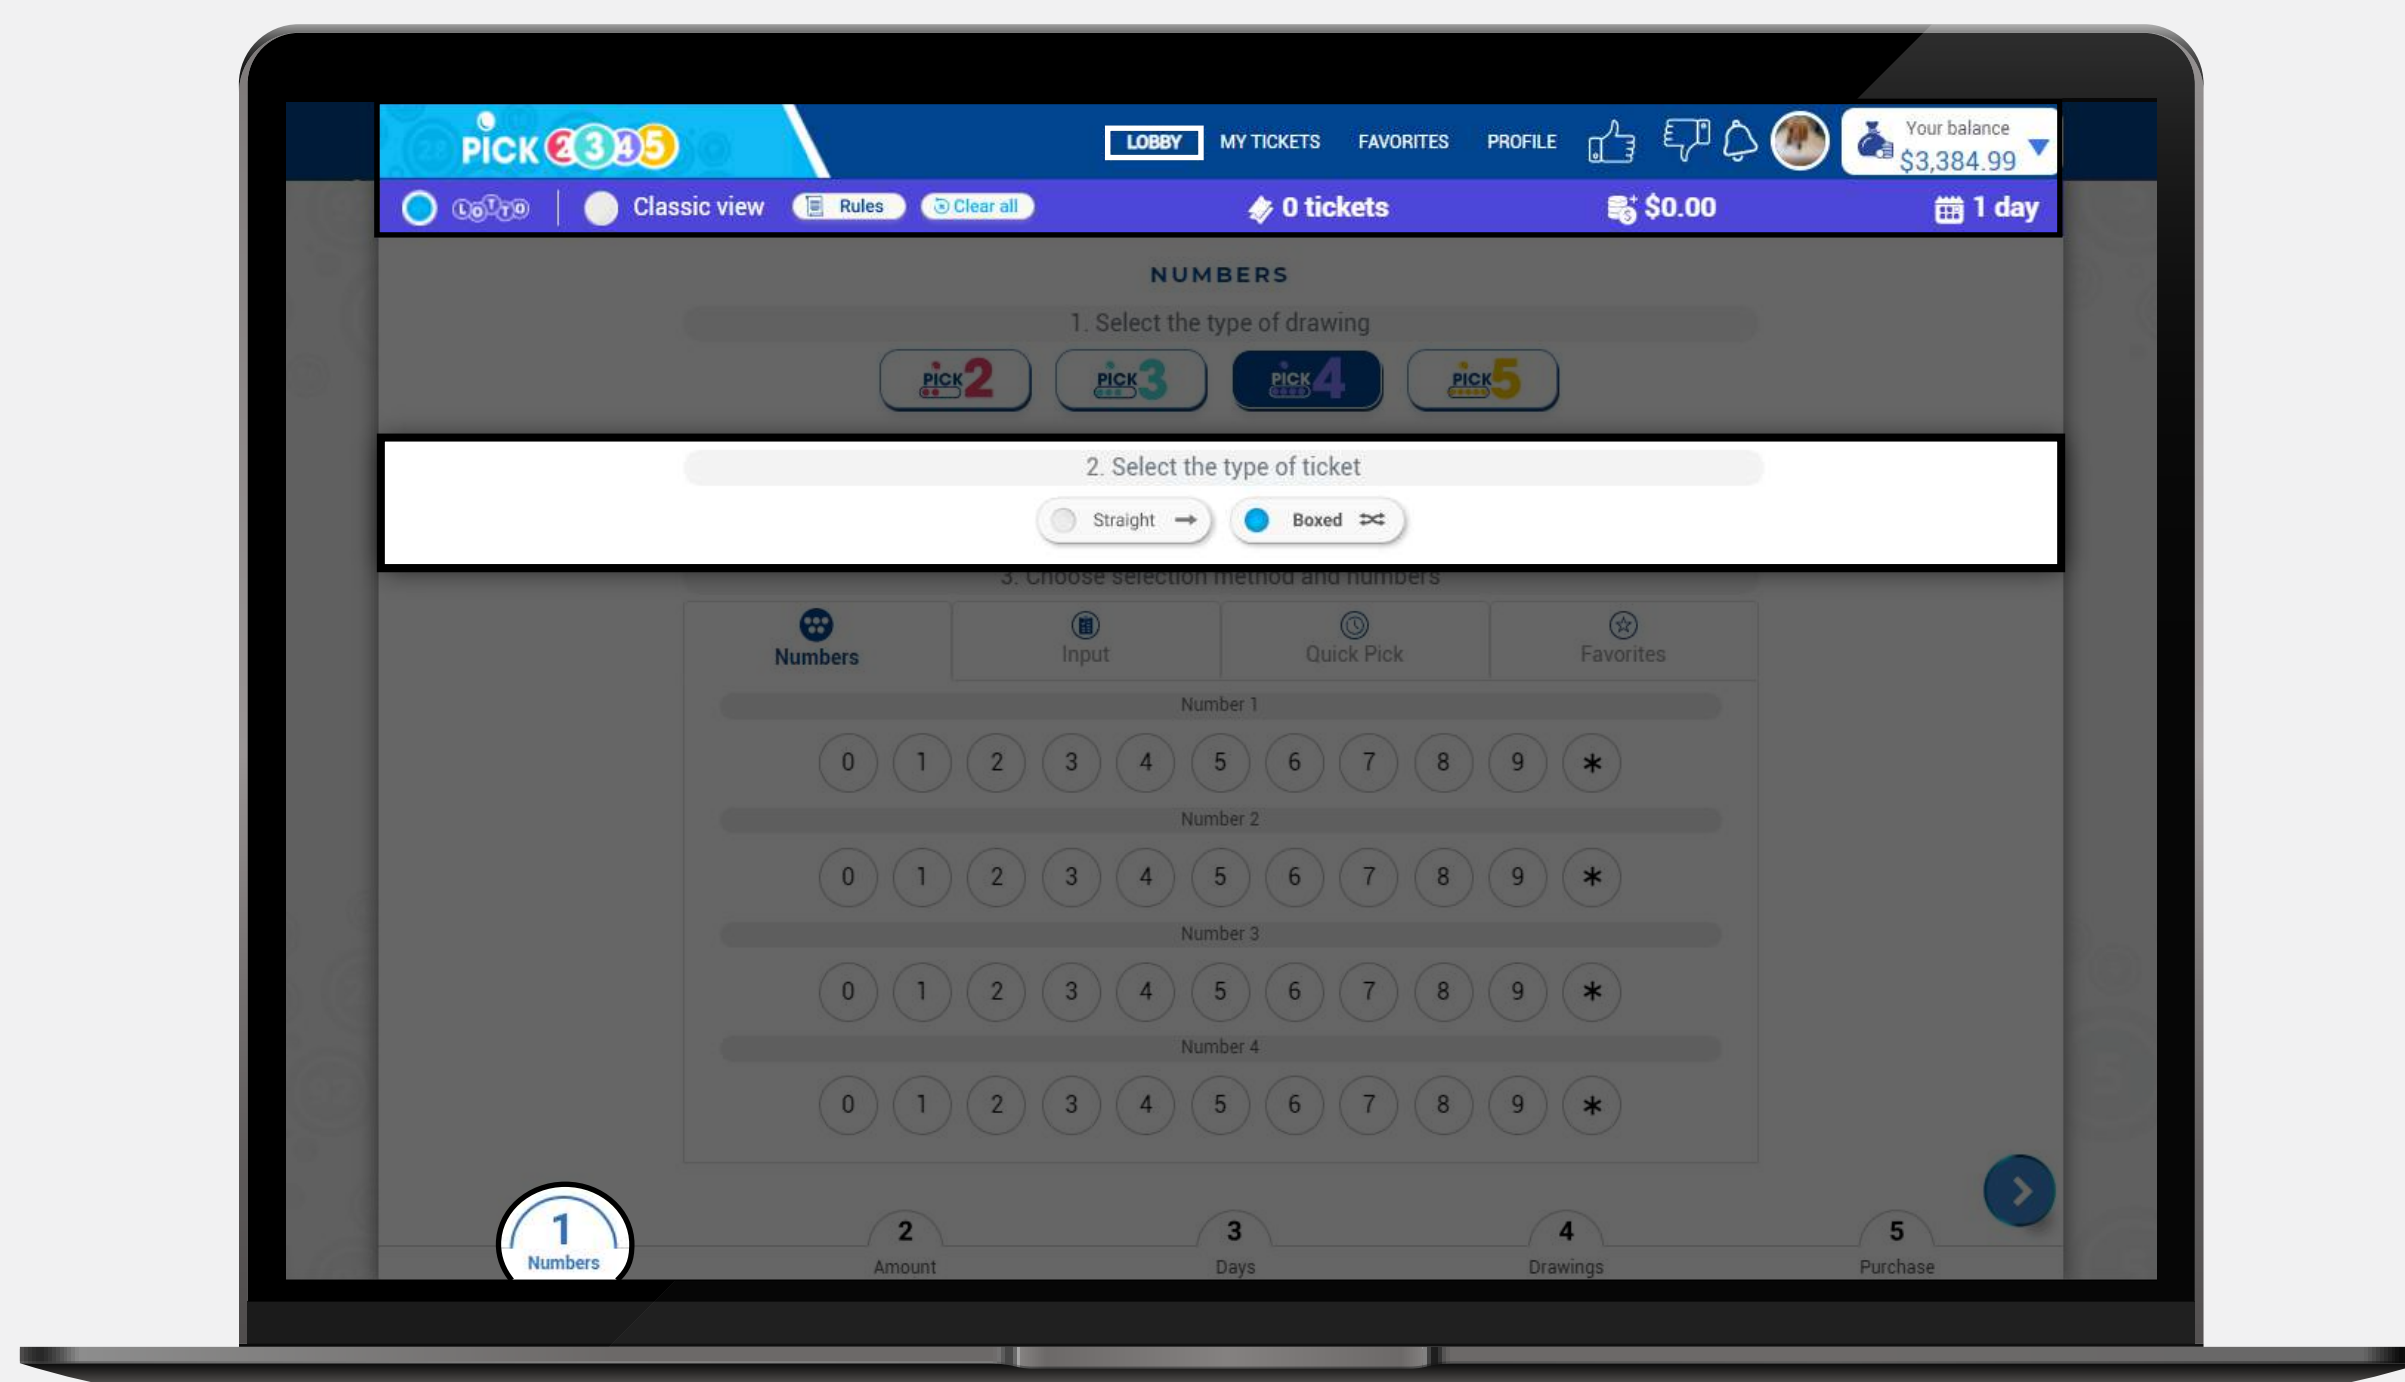 PICK 2345
LOBBY MY TICKETS FAVORITES PROFILE
Your balance
$3,384.99
LOTTO Classic view Rules Clear all 0 tickets $0.00 1 day
NUMBERS
1. Select the type of drawing
PICK 2 PICK 3 PICK 4 PICK 5
2. Select the type of ticket
Straight Boxed
3. Choose selection method and numbers
Numbers Input Quick Pick Favorites
Number 1
0 1 2 3 4 5 6 7 8 9 *
Number 2
0 1 2 3 4 5 6 7 8 9 *
Number 3
0 1 2 3 4 5 6 7 8 9 *
Number 4
0 1 2 3 4 5 6 7 8 9 *
1 2 3 4 5
Numbers Amount Days Drawings Purchase